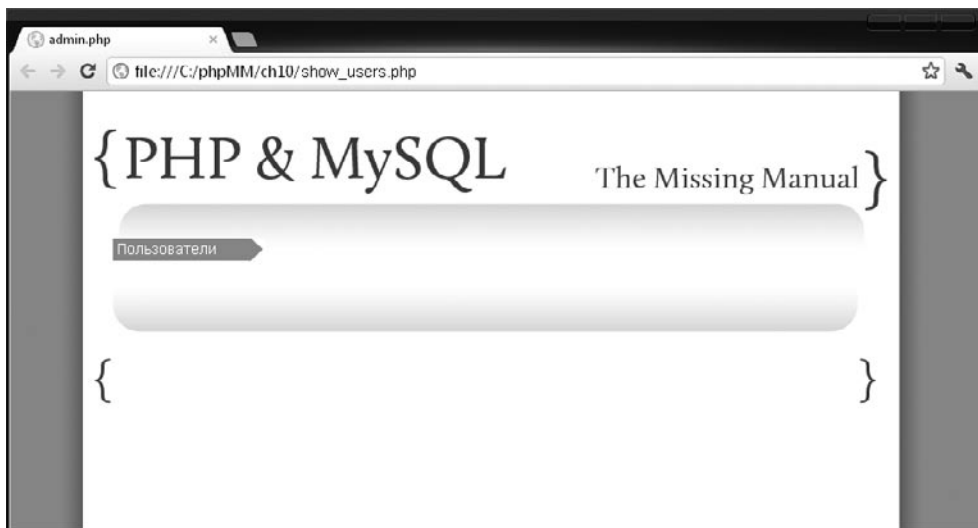 admin.php
file:///C:/phpMM/ch10/show_users.php
{ PHP & MySQL The Missing Manual }
Пользователи
{ }